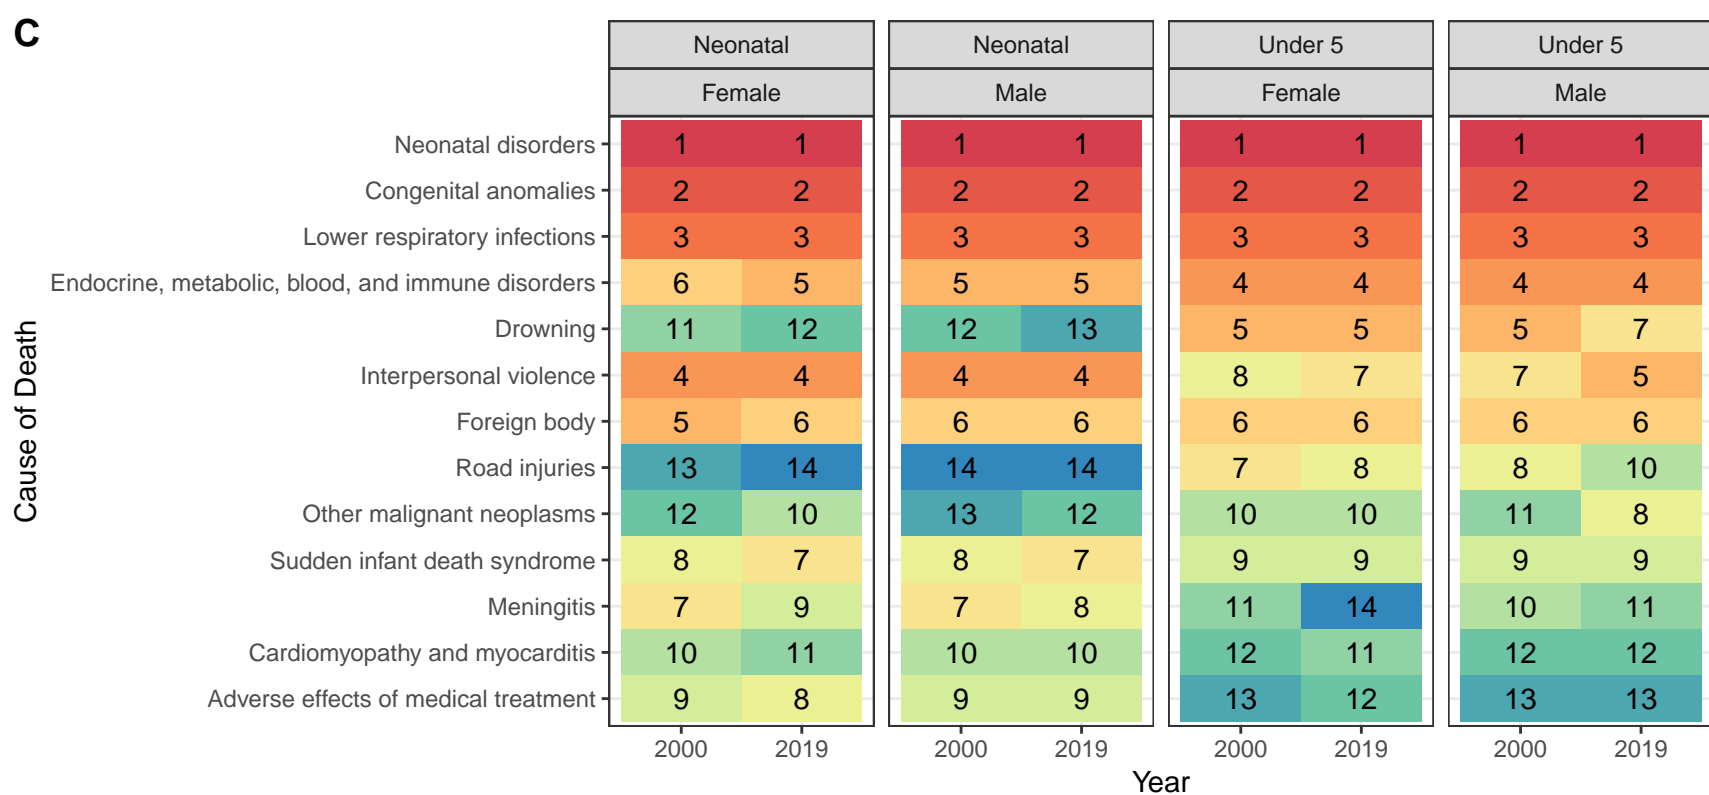 C
Neonatal Neonatal Under 5 Under 5
Female Male Female Male
Cause of Death
Neonatal disorders 1 1 1 1 1 1 1 1
Congenital anomalies 2 2 2 2 2 2 2 2
Lower respiratory infections 3 3 3 3 3 3 3 3
Endocrine, metabolic, blood, and immune disorders 6 5 5 5 4 4 4 4
Drowning 11 12 12 13 5 5 5 7
Interpersonal violence 4 4 4 4 8 7 7 5
Foreign body 5 6 6 6 6 6 6 6
Road injuries 13 14 14 14 7 8 8 10
Other malignant neoplasms 12 10 13 12 10 10 11 8
Sudden infant death syndrome 8 7 8 7 9 9 9 9
Meningitis 7 9 7 8 11 14 10 11
Cardiomyopathy and myocarditis 10 11 10 10 12 11 12 12
Adverse effects of medical treatment 9 8 9 9 13 12 13 13
2000 2019 2000 2019 2000 2019 2000 2019
Year